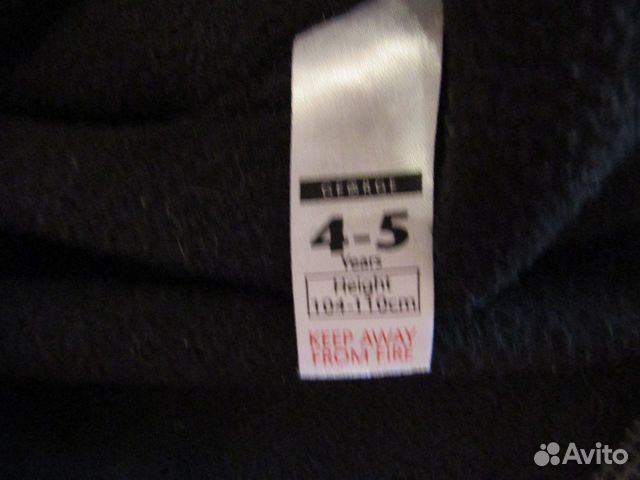 GEORGE
4-5
Years
Height
104-110cm
KEEP AWAY
FROM FIRE
Avito